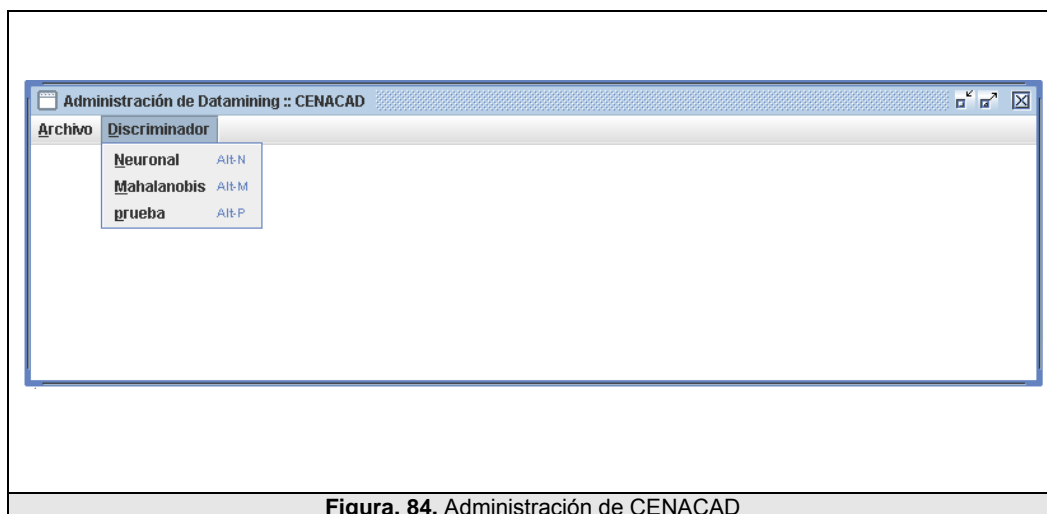 Administración de Datamining :: CENACAD
Archivo Discriminador
Neuronal Alt-N
Mahalanobis Alt-M
prueba Alt-P
Figura. 84. Administración de CENACAD